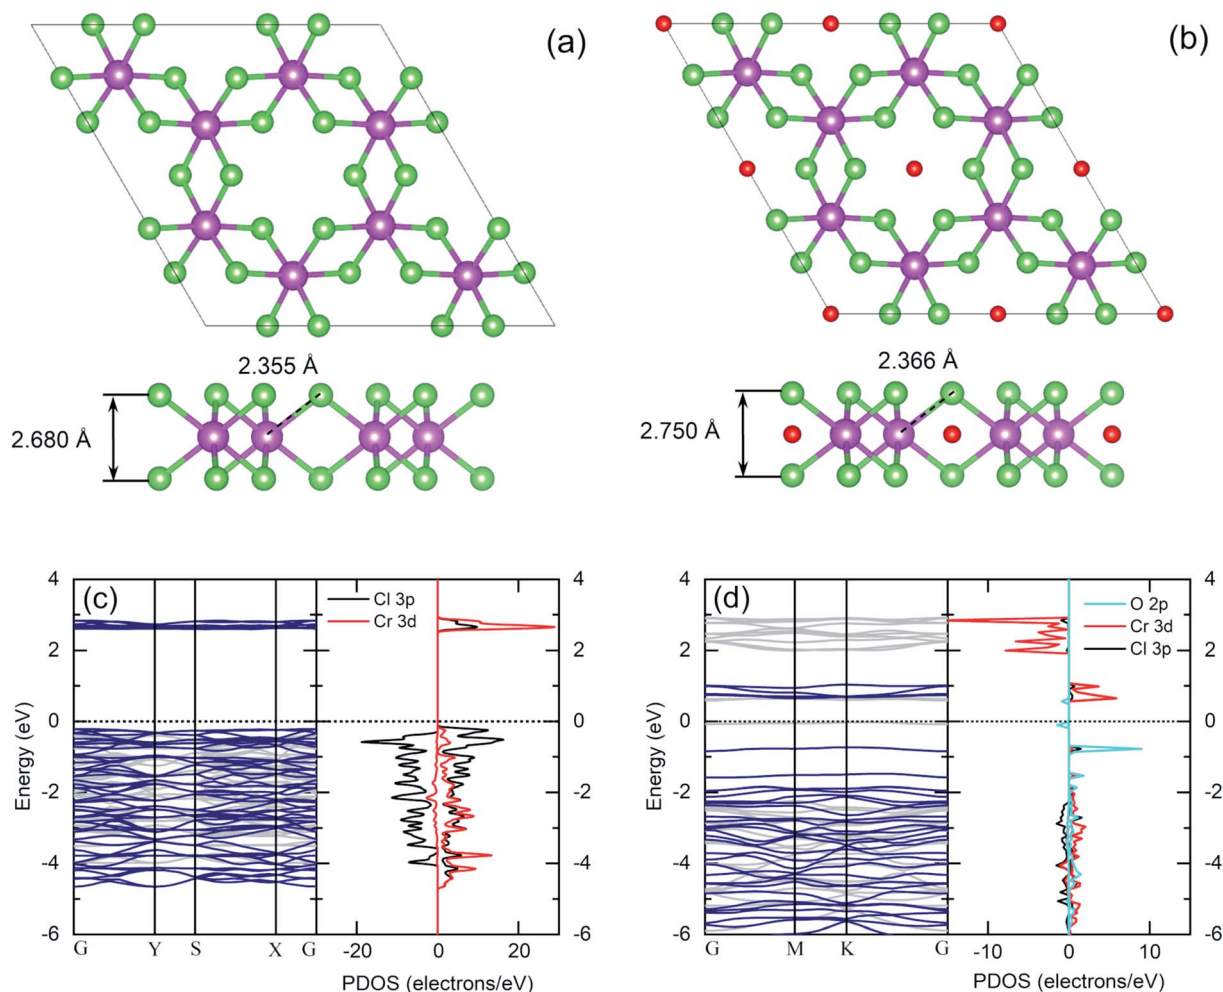 (a)
(b)
2.355 Å
2.680 Å
2.366 Å
2.750 Å
(c)
4
2
0
-2
-4
-6
Energy (eV)
G Y S X G
Cl 3p
Cr 3d
4
2
0
-2
-4
-6
-20 0 20
PDOS (electrons/eV)
(d)
4
2
0
-2
-4
-6
Energy (eV)
G M K G
O 2p
Cr 3d
Cl 3p
4
2
0
-2
-4
-6
-10 0 10
PDOS (electrons/eV)